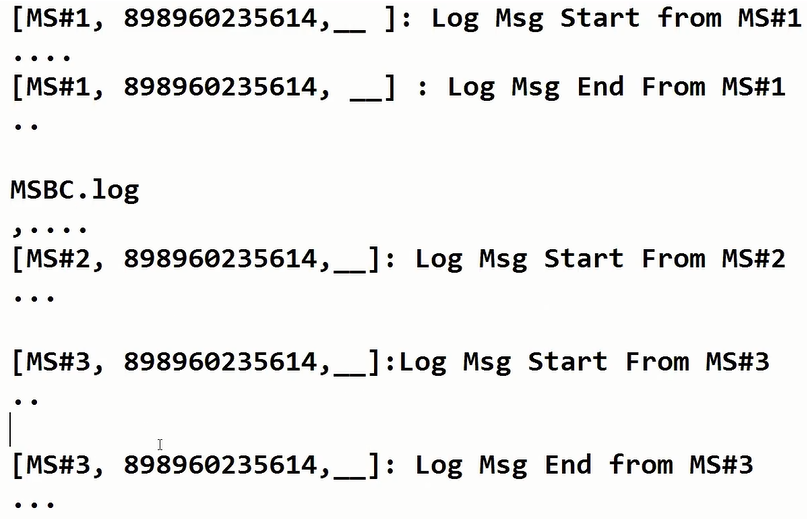 [MS#1, 898960235614,__ ]: Log Msg Start from MS#1
....
[MS#1, 898960235614, __] : Log Msg End From MS#1
..
MSBC.log
,....
[MS#2, 898960235614,__]: Log Msg Start From MS#2
...
[MS#3, 898960235614,__]:Log Msg Start From MS#3
..
[MS#3, 898960235614,__]: Log Msg End from MS#3
...